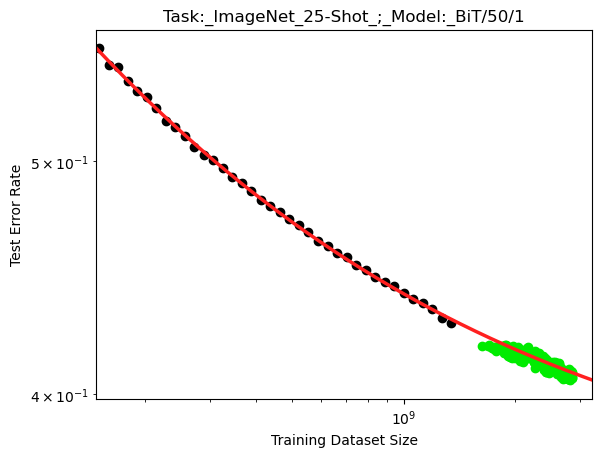 Task:_ImageNet_25-Shot_;_Model:_BiT/50/1
Test Error Rate
5 × 10⁻¹
4 × 10⁻¹
10⁹
Training Dataset Size